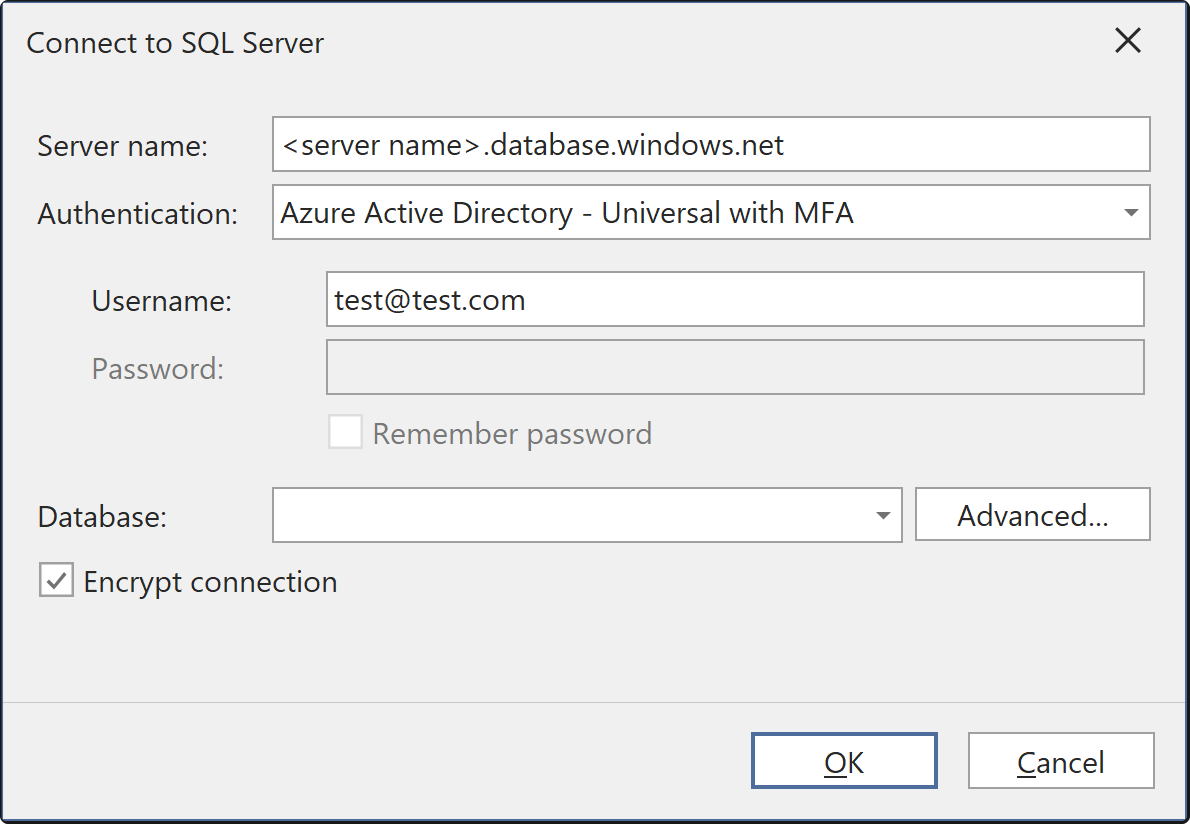 Connect to SQL Server
Server name: <server name>.database.windows.net
Authentication: Azure Active Directory - Universal with MFA
Username: test@test.com
Password:
Remember password
Database: Advanced...
Encrypt connection
OK Cancel